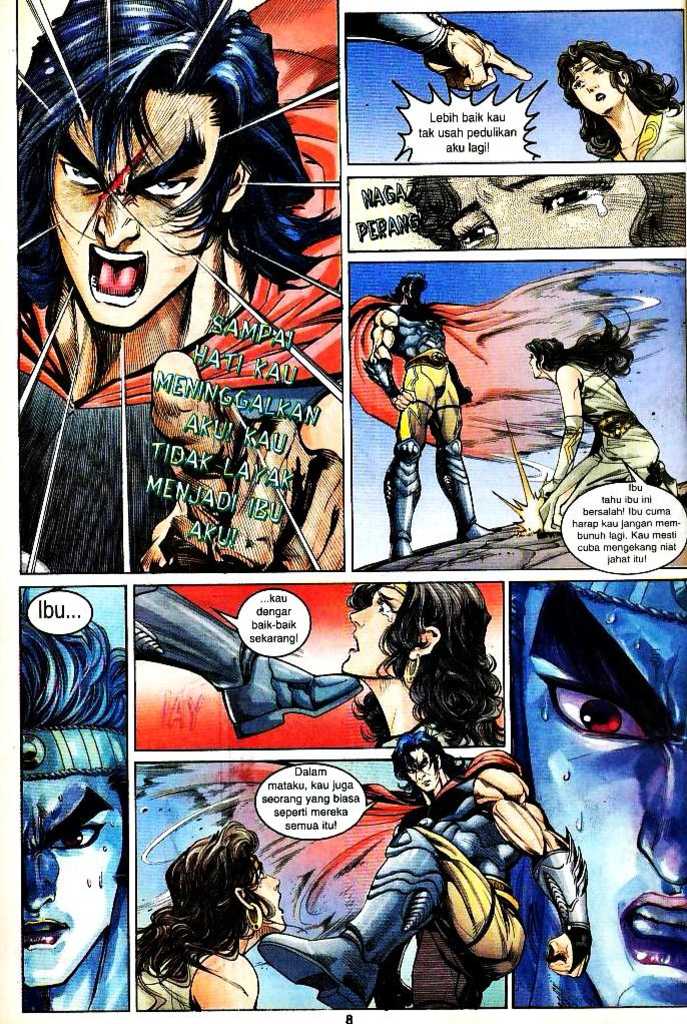 SAMPAI
HATI KAU
MENINGGALKAN
AKU! KAU
TIDAK LAYAK
MENJADI IBU
AKU!
Lebih baik kau
tak usah pedulikan
aku lagi!
NAGA
PERANG
Ibu
tahu ibu ini
bersalah! Ibu cuma
harap kau jangan mem-
bunuh lagi. Kau mesti
cuba mengekang niat
jahat itu!
Ibu...
...kau
dengar
baik-baik
sekarang!
Dalam
mataku, kau juga
seorang yang biasa
seperti mereka
semua itu!
8